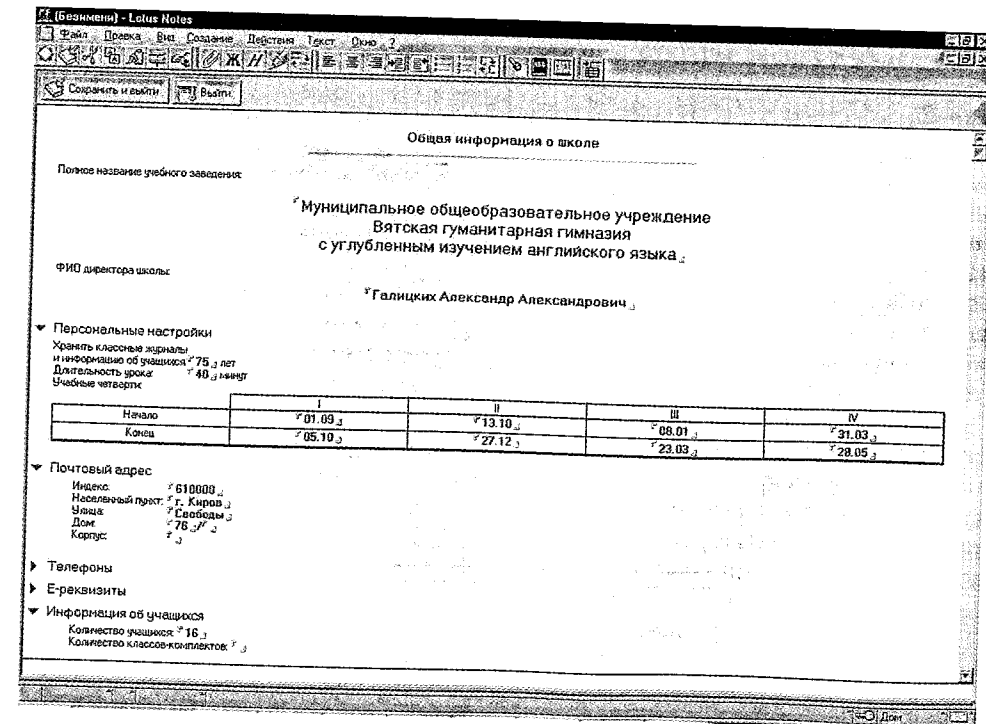 (Безимени) - Lotus Notes
Файл Правка Вид Создание Действия Текст Окно ?
Сохранить и выйти Выйти
Общая информация о школе
Полное название учебного заведения:
Муниципальное общеобразовательное учреждение
Вятская гуманитарная гимназия
с углубленным изучением английского языка
ФИО директора школы:
Галицких Александр Александрович
Персональные настройки
Хранить классные журналы
и информацию об учащихся 75 лет
Длительность урока: 40 минут
Учебные четверти:
I II III IV
Начало 01.09 13.10 08.01 31.03
Конец 05.10 27.12 23.03 28.05
Почтовый адрес
Индекс: 610000
Населенный пункт: г. Киров
Улица: Свободы
Дом: 76 /
Корпус:
Телефоны
Е-реквизиты
Информация об учащихся
Количество учащихся: 16
Количество классов-комплектов:
Дом